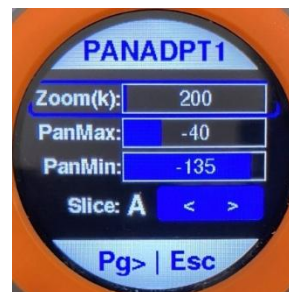 PANADPT1
Zoom(k): 200
PanMax: -40
PanMin: -135
Slice: A < >
Pg> | Esc